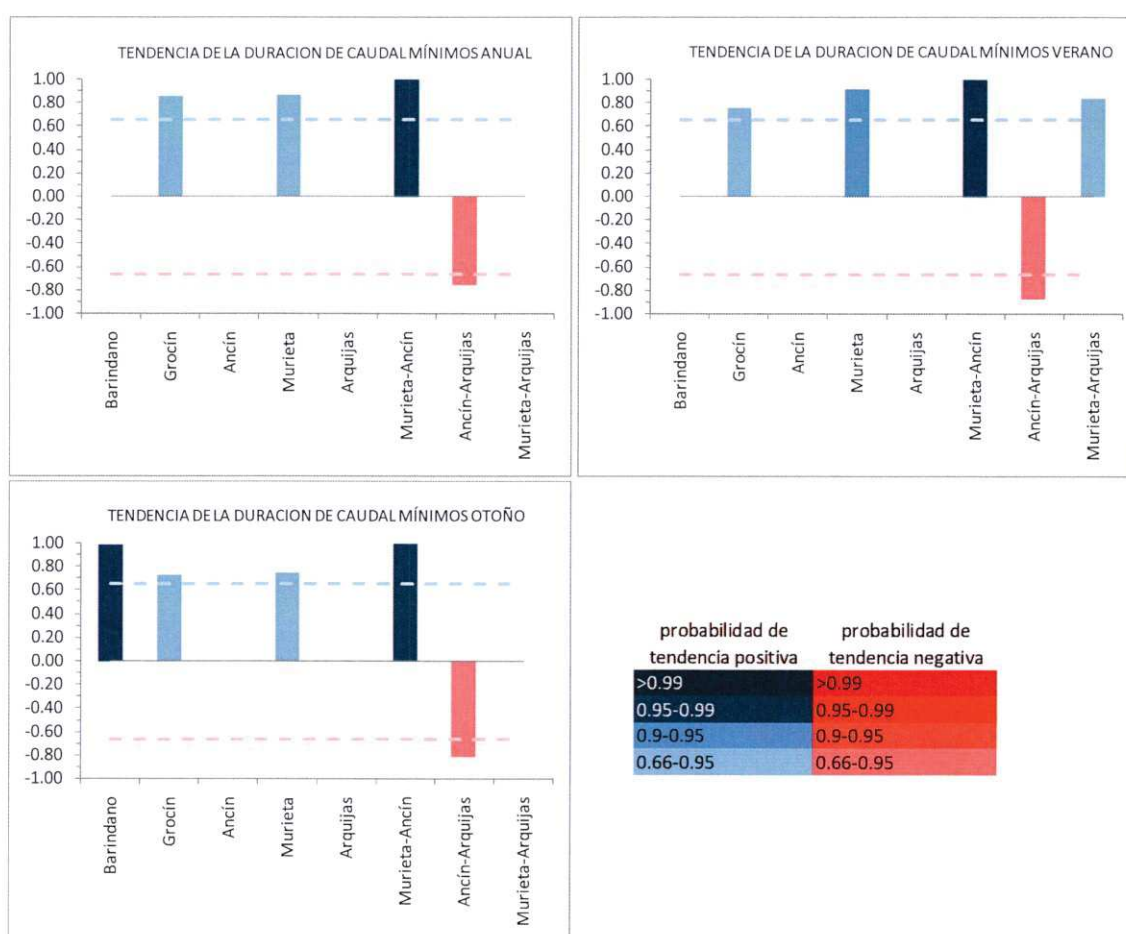 TENDENCIA DE LA DURACION DE CAUDAL MÍNIMOS ANUAL
1.00
0.80
0.60
0.40
0.20
0.00
-0.20
-0.40
-0.60
-0.80
-1.00
Barindano
Grocín
Ancín
Murieta
Arquijas
Murieta-Ancín
Ancín-Arquijas
Murieta-Arquijas
TENDENCIA DE LA DURACION DE CAUDAL MÍNIMOS VERANO
1.00
0.80
0.60
0.40
0.20
0.00
-0.20
-0.40
-0.60
-0.80
-1.00
Barindano
Grocín
Ancín
Murieta
Arquijas
Murieta-Ancín
Ancín-Arquijas
Murieta-Arquijas
TENDENCIA DE LA DURACION DE CAUDAL MÍNIMOS OTOÑO
1.00
0.80
0.60
0.40
0.20
0.00
-0.20
-0.40
-0.60
-0.80
-1.00
Barindano
Grocín
Ancín
Murieta
Arquijas
Murieta-Ancín
Ancín-Arquijas
Murieta-Arquijas
probabilidad de probabilidad de
tendencia positiva tendencia negativa
>0.99 >0.99
0.95-0.99 0.95-0.99
0.9-0.95 0.9-0.95
0.66-0.95 0.66-0.95